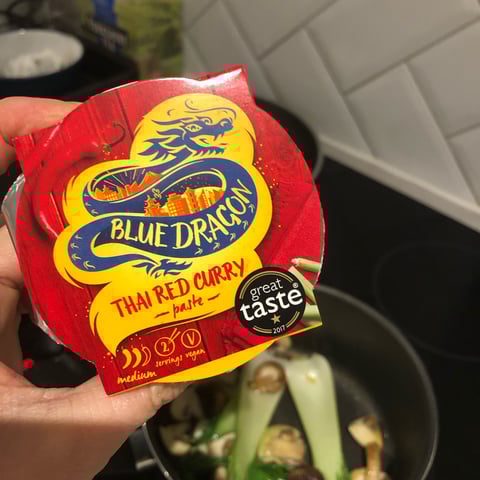 BLUE DRAGON
THAI RED CURRY
paste
great
taste®
2017
2 V
servings vegan
medium